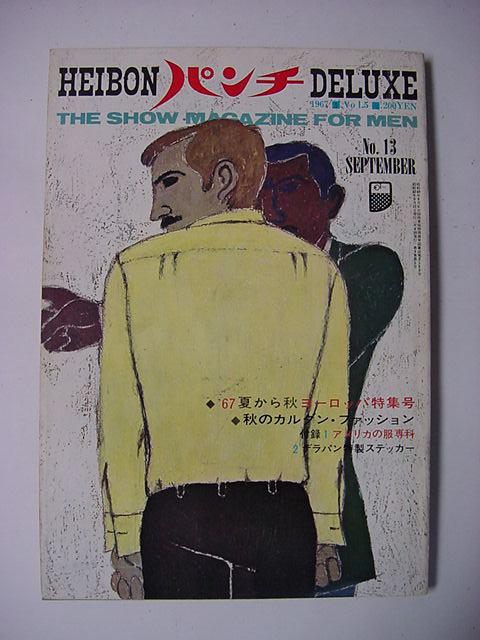 HEIBON パンチ DELUXE
1967 ■ Vol.5 ■ 200YEN
THE SHOW MAGAZINE FOR MEN
No. 13
SEPTEMBER
◆'67夏から秋ヨーロッパ特集号
◆秋のカルダン・ファッション
付録1アメリカの服専科
2デラパン特製ステッカー